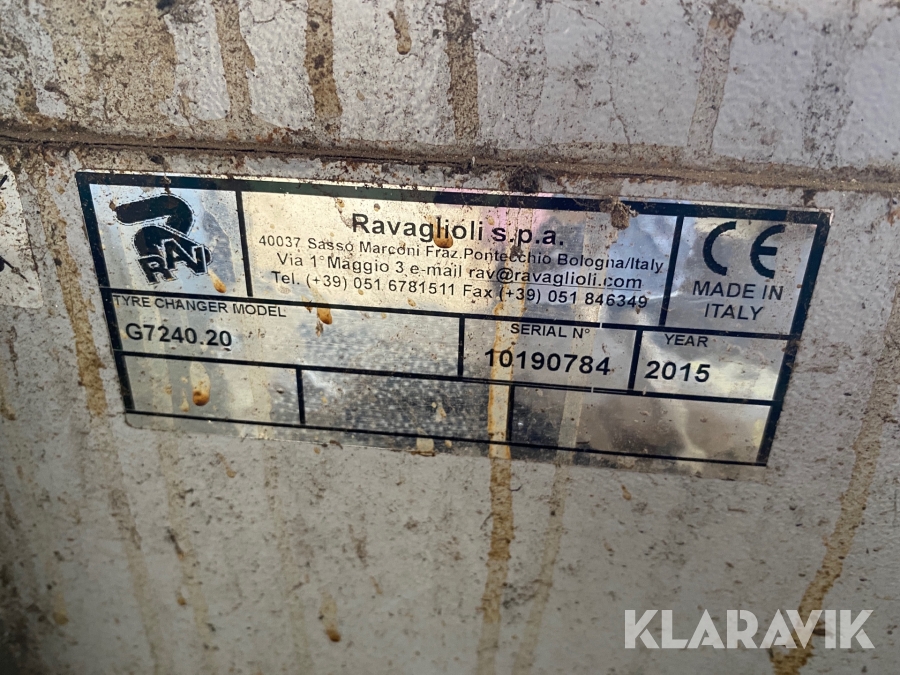 RAV
Ravaglioli s.p.a.
40037 Sasso Marconi Fraz.Pontecchio Bologna/Italy
Via 1° Maggio 3 e-mail rav@ravaglioli.com
Tel. (+39) 051 6781511 Fax (+39) 051 846349
CE
MADE IN
ITALY
TYRE CHANGER MODEL
G7240.20
SERIAL N°
10190784
YEAR
2015
KLARAVIK